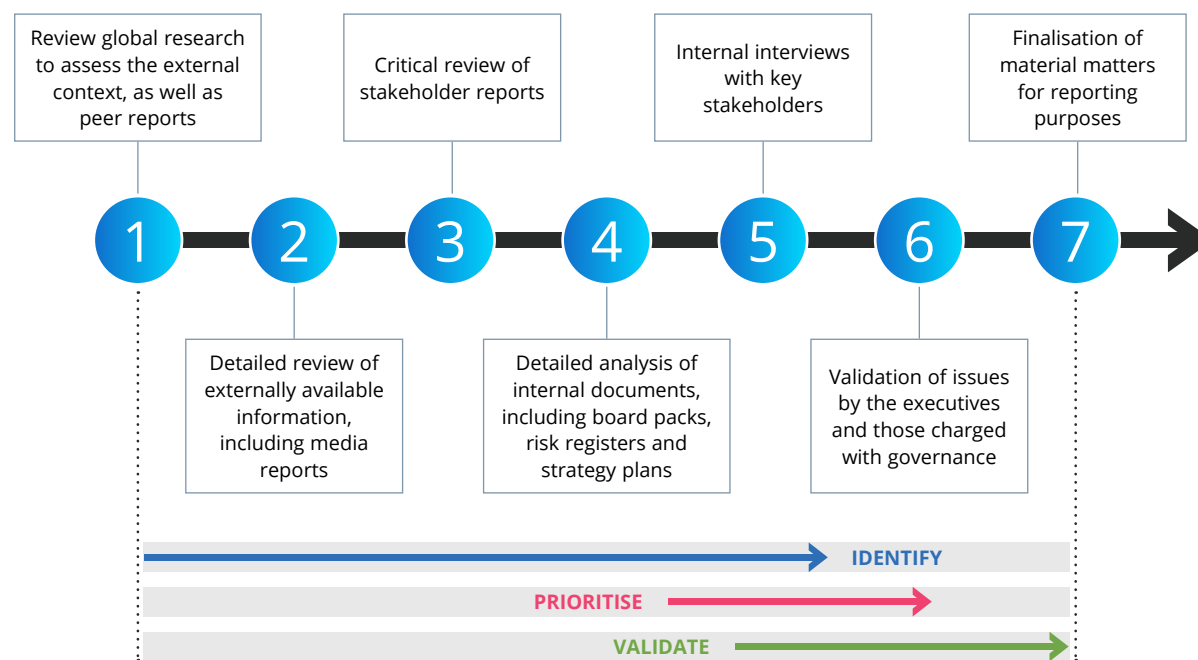 Review global research
to assess the external
context, as well as
peer reports
Critical review of
stakeholder reports
Internal interviews
with key
stakeholders
Finalisation of
material matters
for reporting
purposes
1
2
3
4
5
6
7
Detailed review of
externally available
information,
including media
reports
Detailed analysis of
internal documents,
including board packs,
risk registers and
strategy plans
Validation of issues
by the executives
and those charged
with governance
IDENTIFY
PRIORITISE
VALIDATE